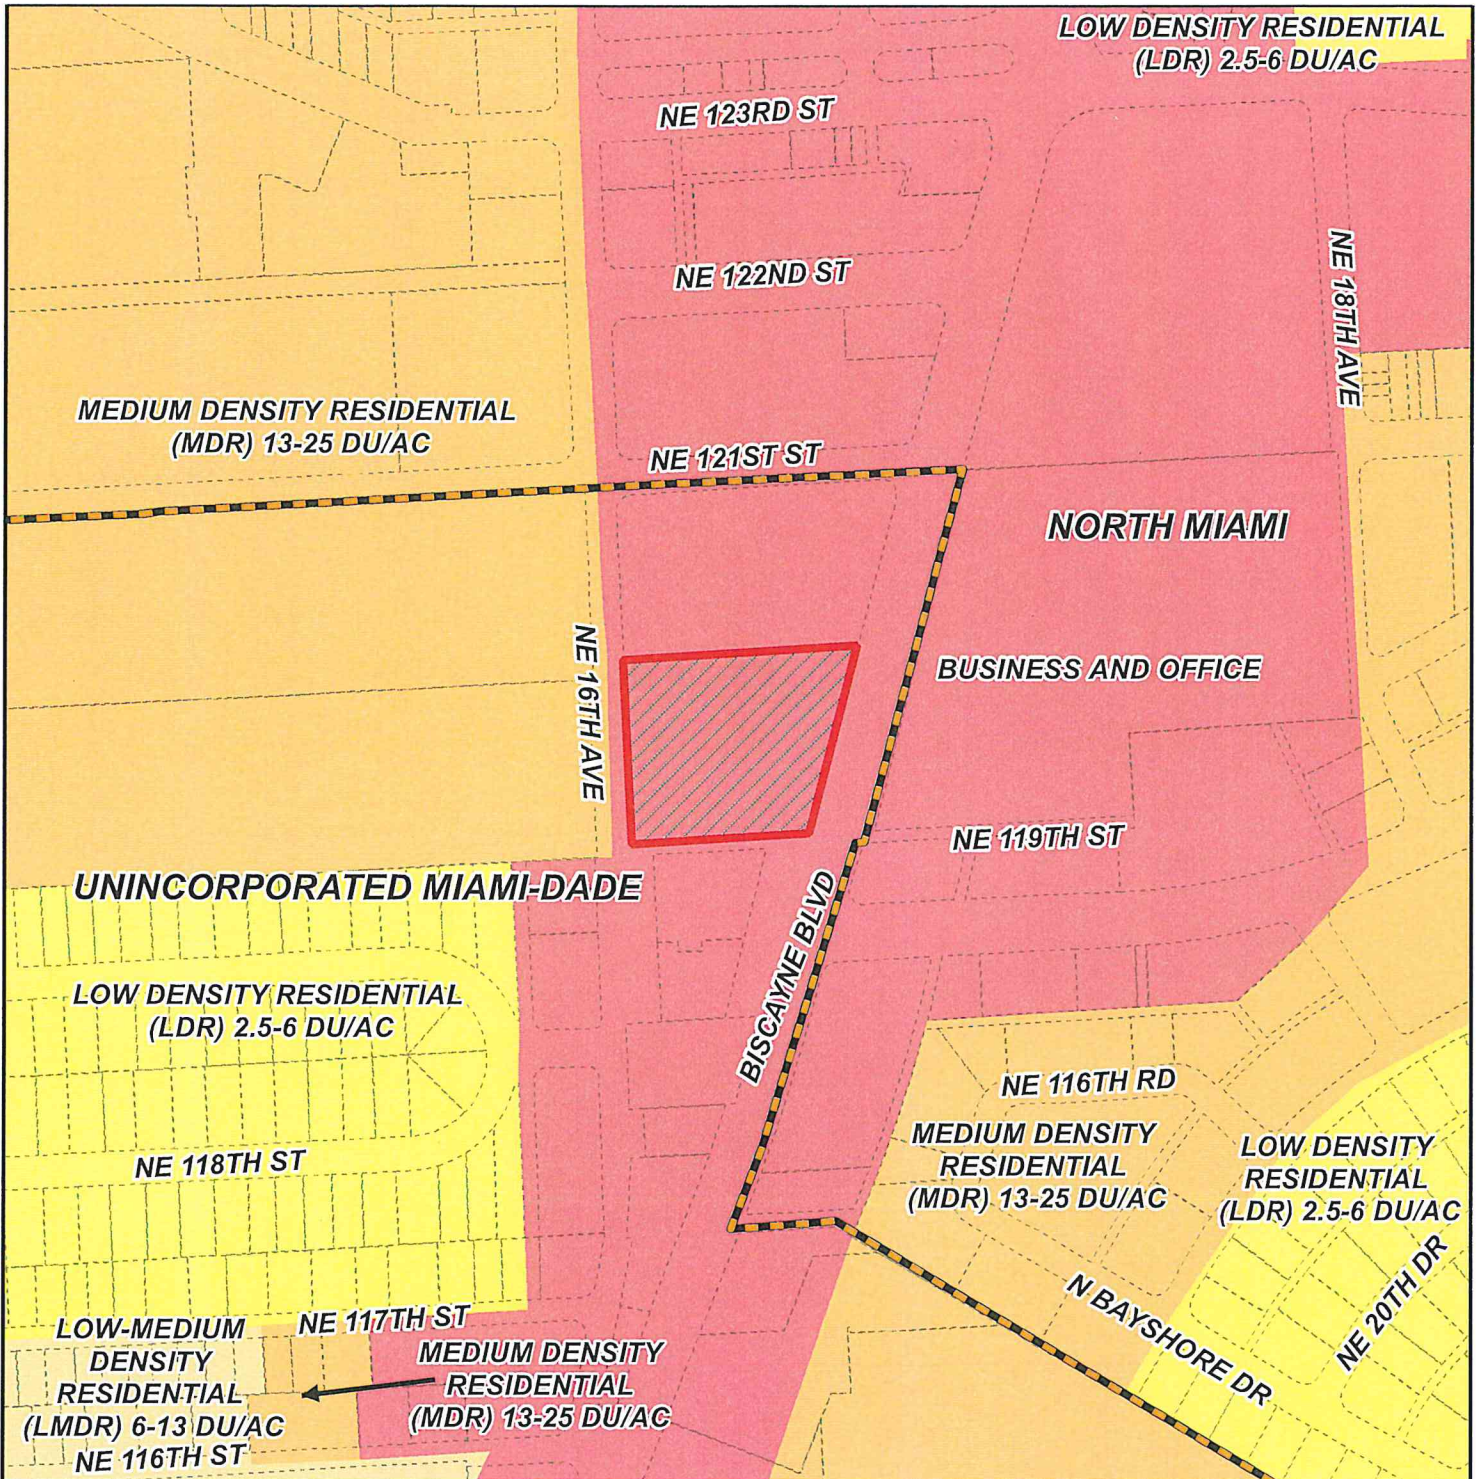 LOW DENSITY RESIDENTIAL
(LDR) 2.5-6 DU/AC
NE 123RD ST
NE 122ND ST
NE 18TH AVE
MEDIUM DENSITY RESIDENTIAL
(MDR) 13-25 DU/AC
NE 121ST ST
NORTH MIAMI
NE 16TH AVE
BUSINESS AND OFFICE
NE 119TH ST
UNINCORPORATED MIAMI-DADE
BISCAYNE BLVD
LOW DENSITY RESIDENTIAL
(LDR) 2.5-6 DU/AC
NE 116TH RD
NE 118TH ST
MEDIUM DENSITY
RESIDENTIAL
(MDR) 13-25 DU/AC
LOW DENSITY
RESIDENTIAL
(LDR) 2.5-6 DU/AC
N BAYSHORE DR
NE 20TH DR
NE 117TH ST
LOW-MEDIUM
DENSITY
RESIDENTIAL
(LMDR) 6-13 DU/AC
MEDIUM DENSITY
RESIDENTIAL
(MDR) 13-25 DU/AC
NE 116TH ST